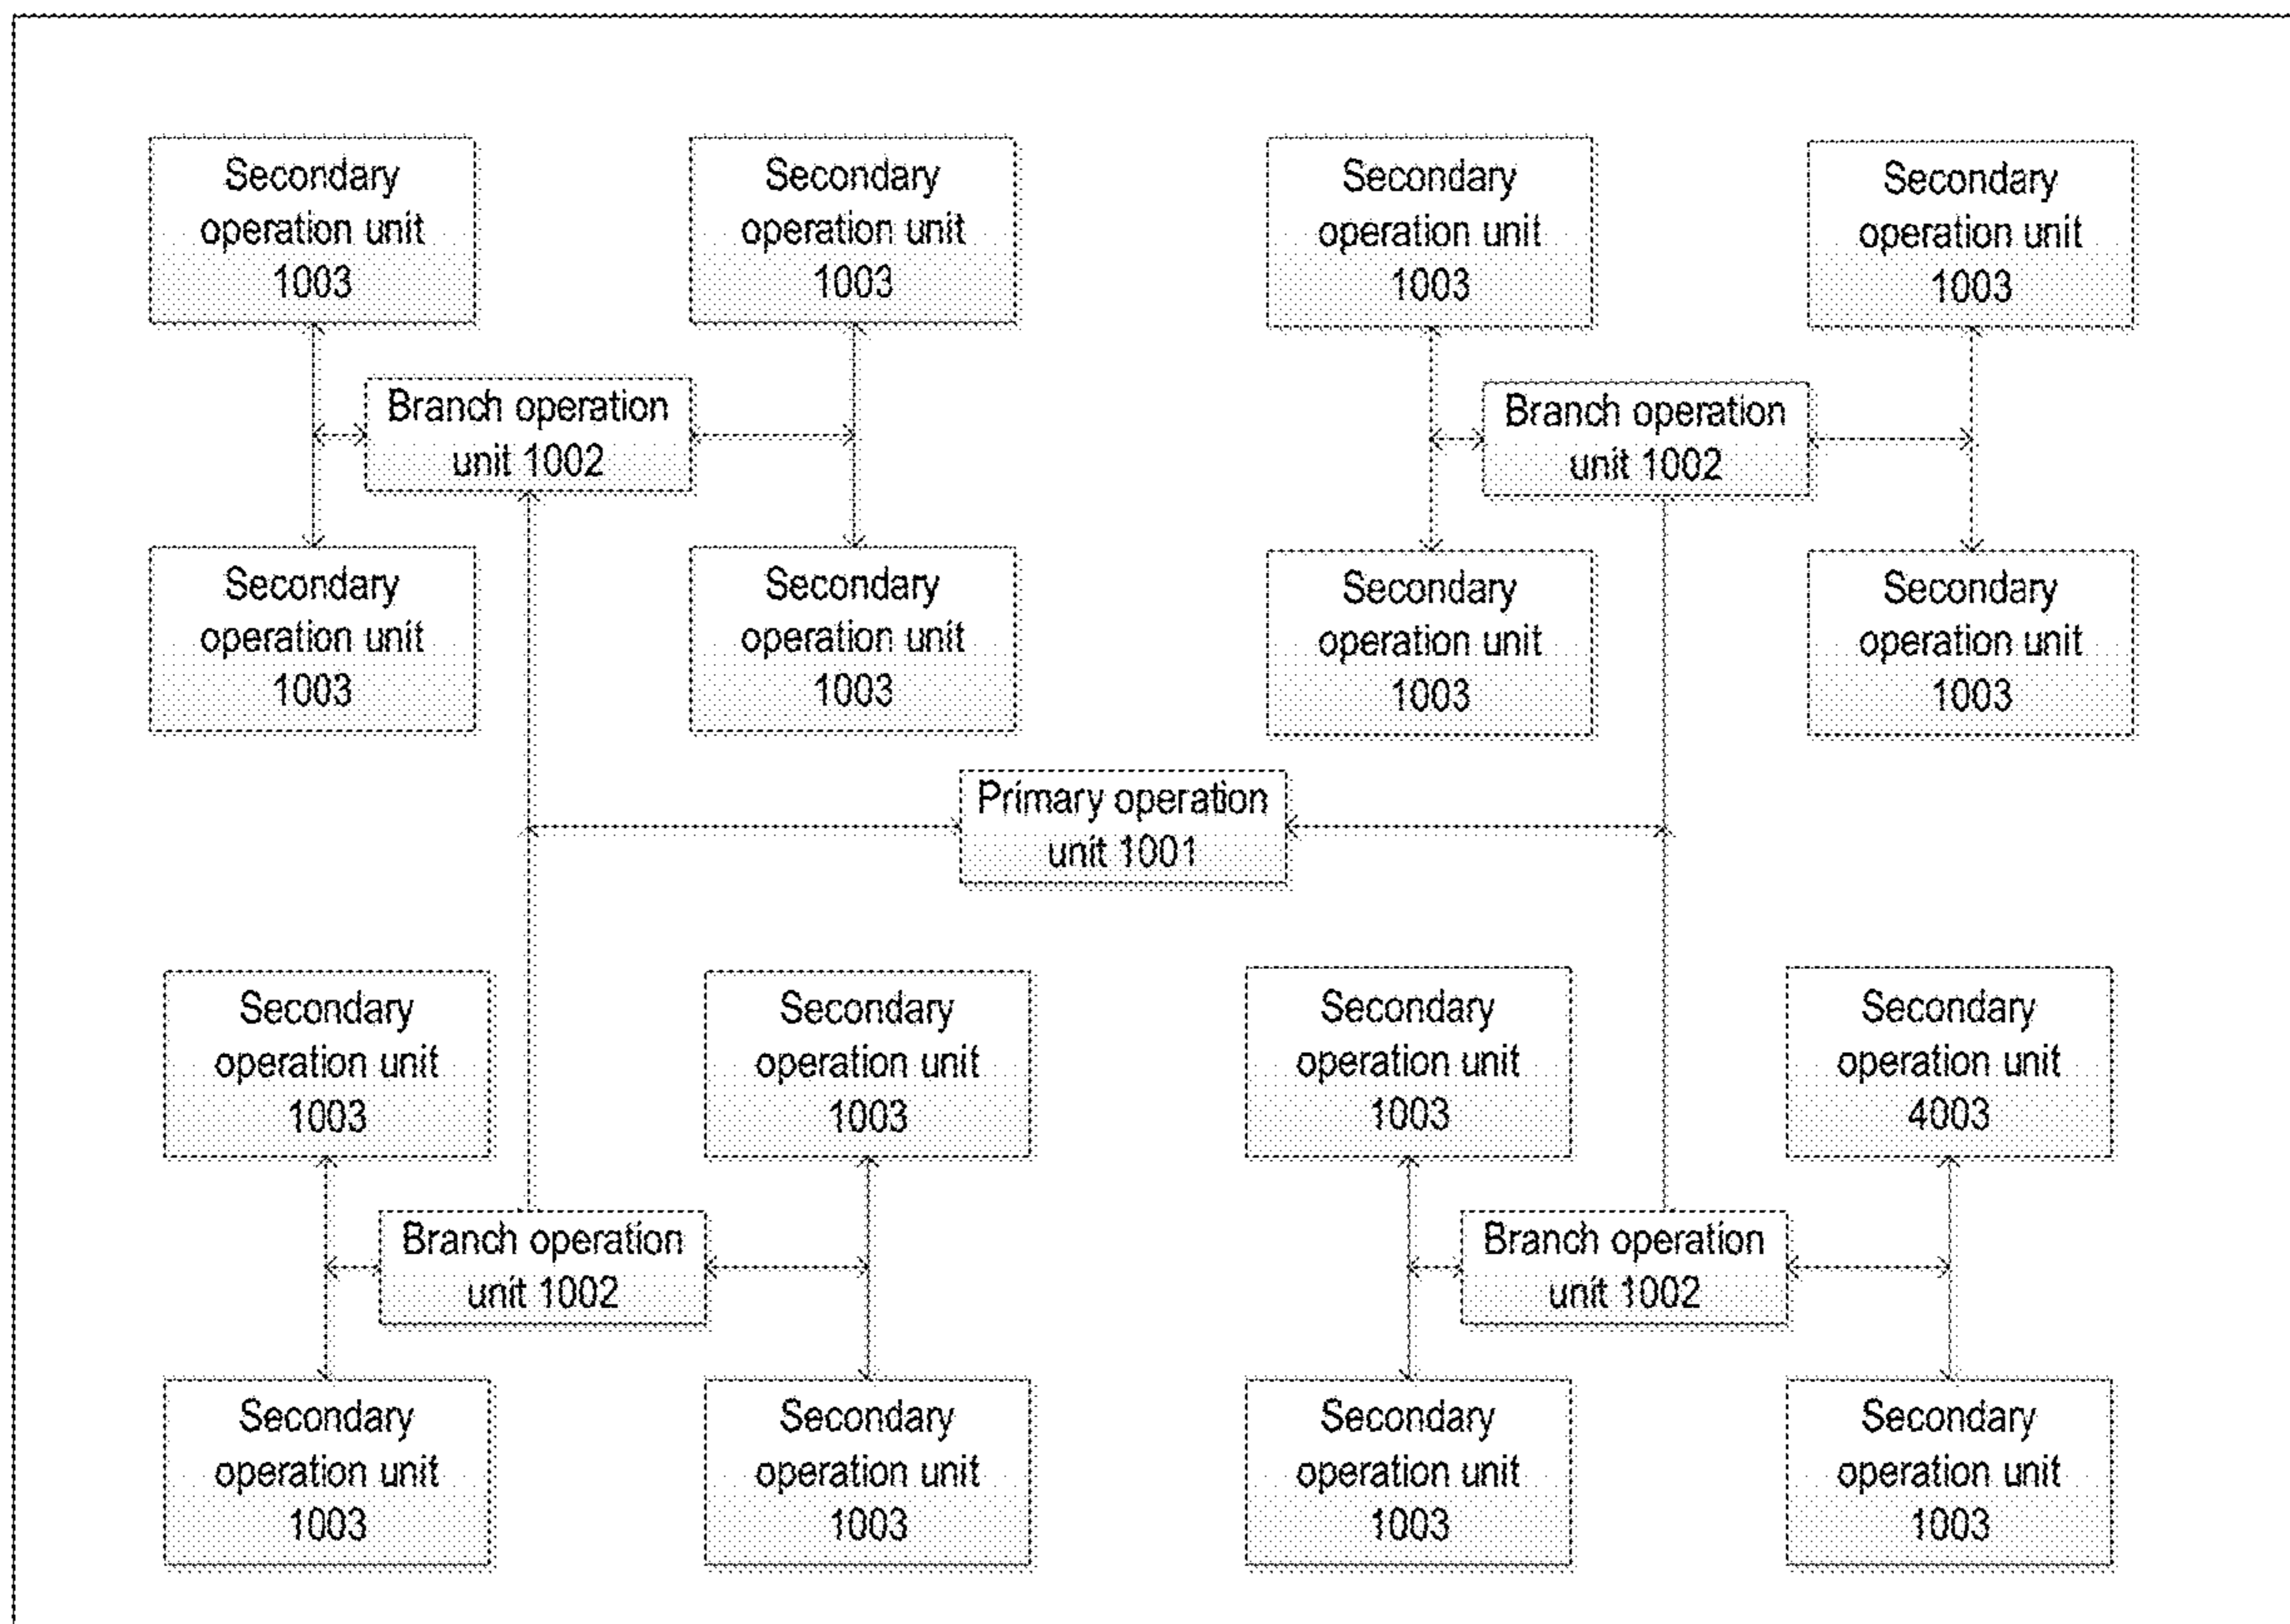 Secondary
operation unit
1003
Secondary
operation unit
1003
Secondary
operation unit
1003
Secondary
operation unit
1003
Branch operation
unit 1002
Branch operation
unit 1002
Secondary
operation unit
1003
Secondary
operation unit
1003
Secondary
operation unit
1003
Secondary
operation unit
1003
Primary operation
unit 1001
Secondary
operation unit
1003
Secondary
operation unit
1003
Secondary
operation unit
1003
Secondary
operation unit
4003
Branch operation
unit 1002
Branch operation
unit 1002
Secondary
operation unit
1003
Secondary
operation unit
1003
Secondary
operation unit
1003
Secondary
operation unit
1003